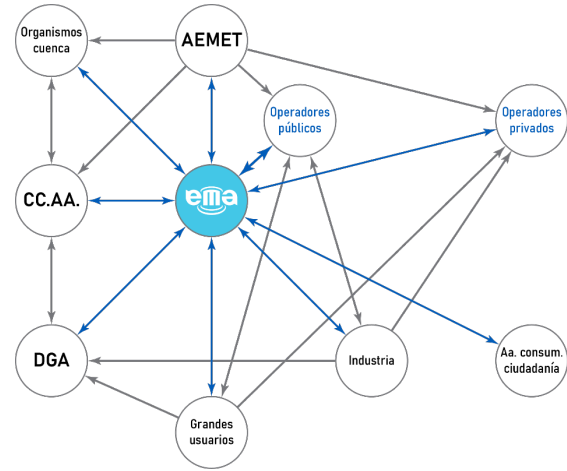 Organismos
cuenca
AEMET
Operadores
públicos
Operadores
privados
CC.AA.
ema
DGA
Industria
Aa. consum.
ciudadanía
Grandes
usuarios